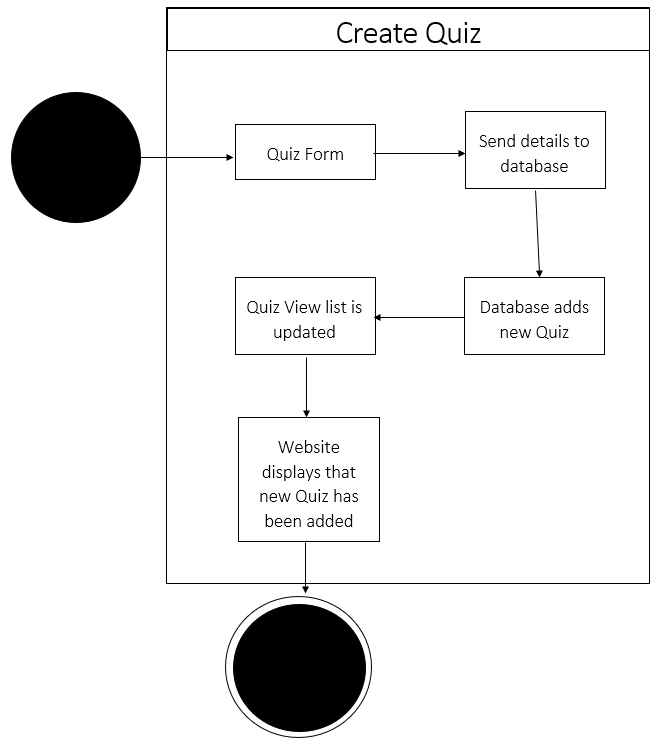 Create Quiz
Quiz Form
Send details to
database
Quiz View list is
updated
Database adds
new Quiz
Website
displays that
new Quiz has
been added